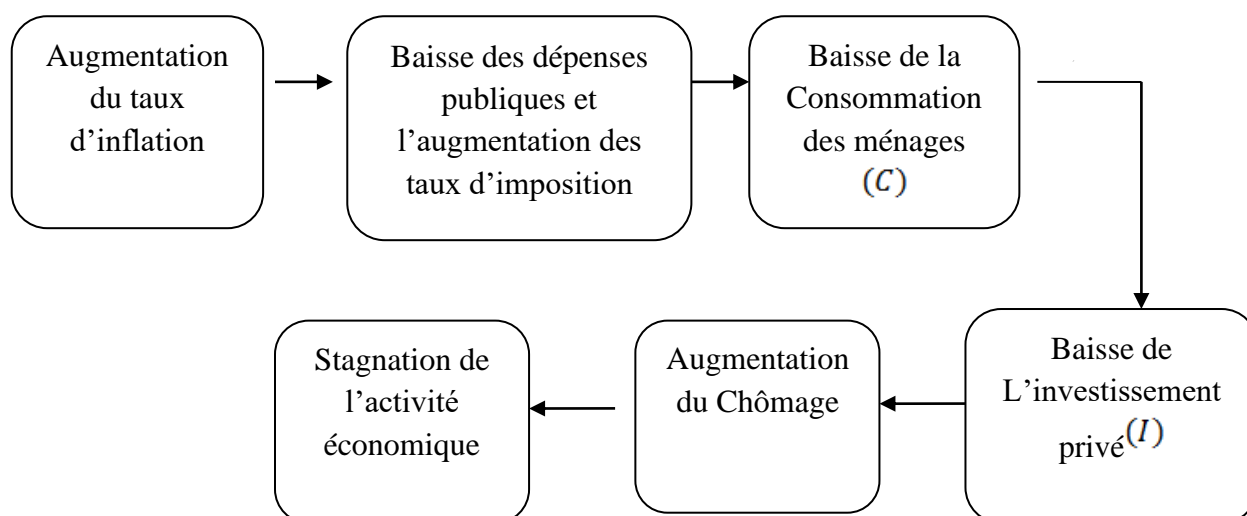 Augmentation
du taux
d’inflation
Baisse des dépenses
publiques et
l’augmentation des
taux d’imposition
Baisse de la
Consommation
des ménages
(C)
Baisse de
L’investissement
privé(I)
Augmentation
du Chômage
Stagnation de
l’activité
économique